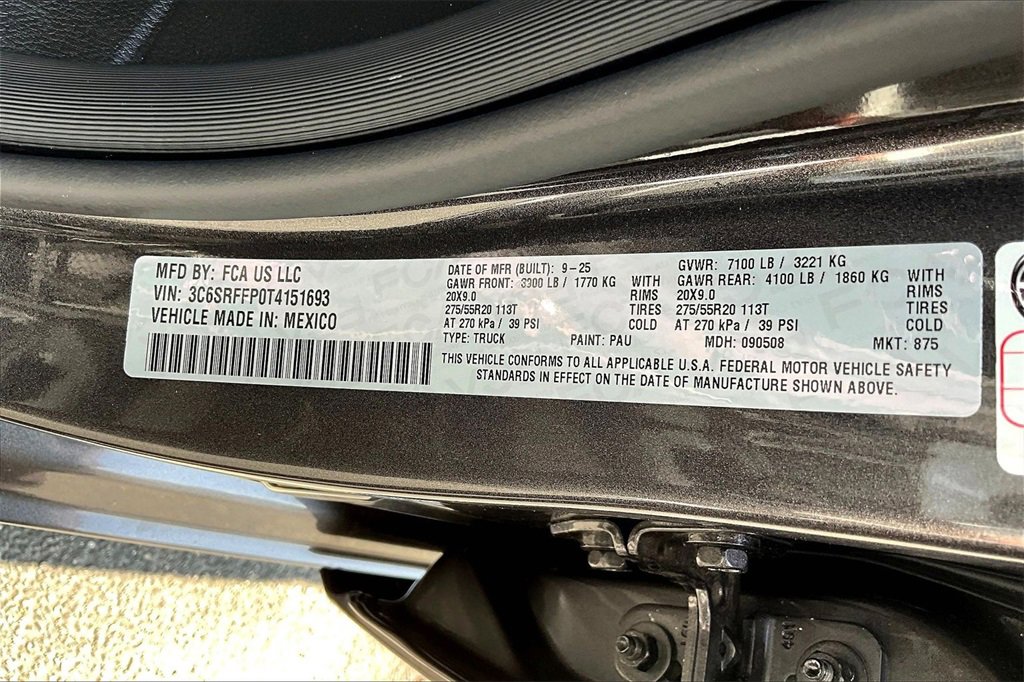 MFD BY: FCA US LLC
VIN: 3C6SRFFP0T4151693
VEHICLE MADE IN: MEXICO
DATE OF MFR (BUILT): 9-25
GVWR: 7100 LB / 3221 KG
GAWR FRONT: 3900 LB / 1770 KG WITH
GAWR REAR: 4100 LB / 1860 KG WITH
20X9.0 RIMS
20X9.0 RIMS
275/55R20 113T TIRES
275/55R20 113T TIRES
AT 270 kPa / 39 PSI COLD
AT 270 kPa / 39 PSI COLD
TYPE: TRUCK PAINT: PAU MDH: 090508 MKT: 875
THIS VEHICLE CONFORMS TO ALL APPLICABLE U.S.A. FEDERAL MOTOR VEHICLE SAFETY
STANDARDS IN EFFECT ON THE DATE OF MANUFACTURE SHOWN ABOVE.